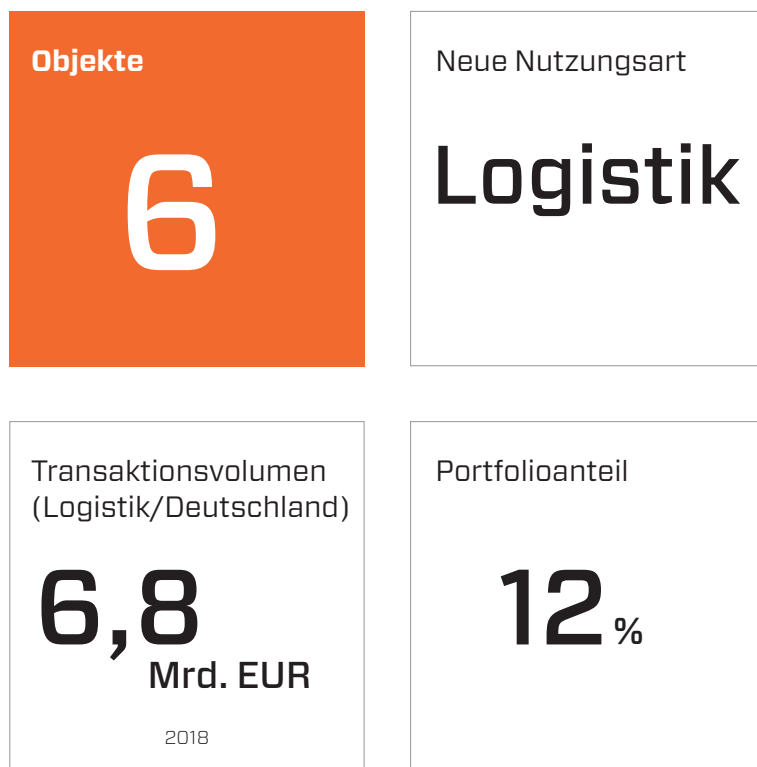 Objekte
6
Neue Nutzungsart
Logistik
Transaktionsvolumen
(Logistik/Deutschland)
6,8
Mrd. EUR
2018
Portfolioanteil
12 %